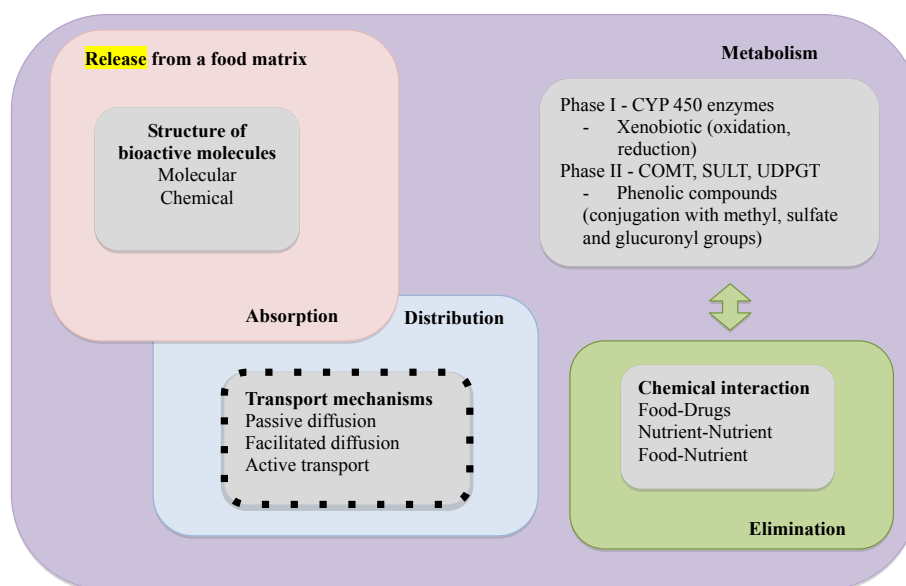 Release from a food matrix
Structure of
bioactive molecules
Molecular
Chemical
Absorption
Distribution
Transport mechanisms
Passive diffusion
Facilitated diffusion
Active transport
Metabolism
Phase I - CYP 450 enzymes
- Xenobiotic (oxidation,
reduction)
Phase II - COMT, SULT, UDPGT
- Phenolic compounds
(conjugation with methyl, sulfate
and glucuronyl groups)
Chemical interaction
Food-Drugs
Nutrient-Nutrient
Food-Nutrient
Elimination